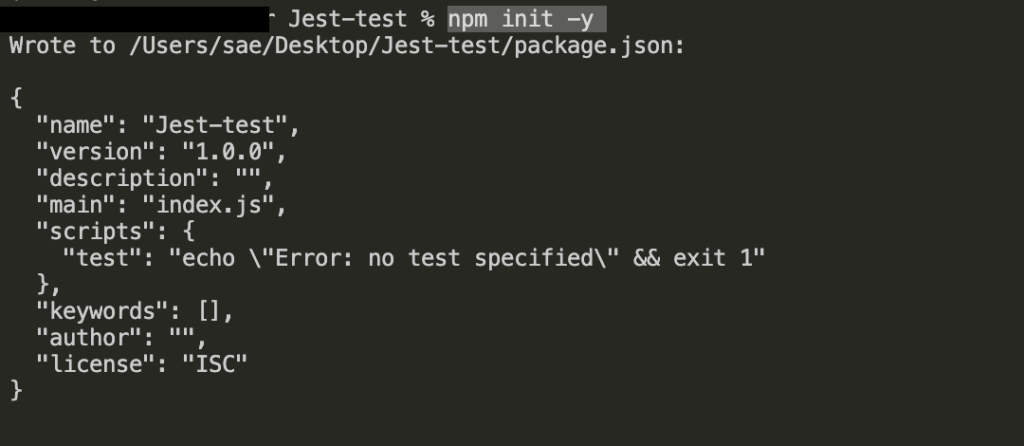 Jest-test % npm init -y
Wrote to /Users/sae/Desktop/Jest-test/package.json:
{
  "name": "Jest-test",
  "version": "1.0.0",
  "description": "",
  "main": "index.js",
  "scripts": {
    "test": "echo \"Error: no test specified\" && exit 1"
  },
  "keywords": [],
  "author": "",
  "license": "ISC"
}